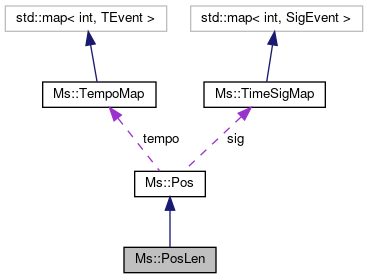 std::map< int, TEvent >
std::map< int, SigEvent >
Ms::TempoMap
Ms::TimeSigMap
tempo
sig
Ms::Pos
Ms::PosLen